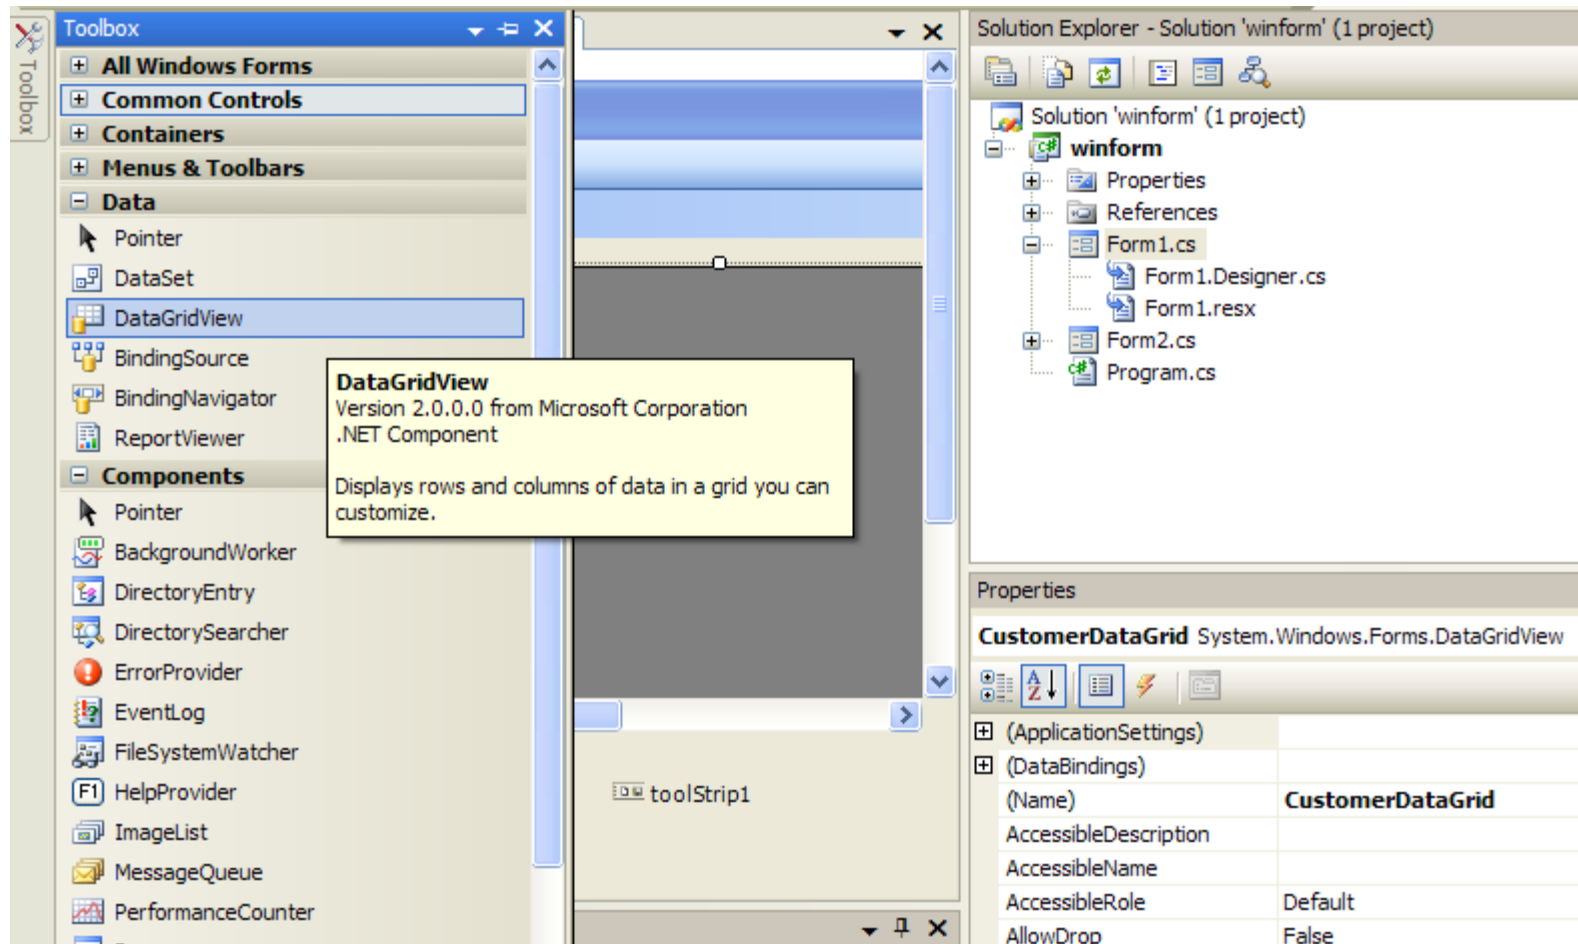 Toolbox
Toolbox
All Windows Forms
Common Controls
Containers
Menus & Toolbars
Data
Pointer
DataSet
DataGridView
BindingSource
BindingNavigator
ReportViewer
Components
Pointer
BackgroundWorker
DirectoryEntry
DirectorySearcher
ErrorProvider
EventLog
FileSystemWatcher
F1 HelpProvider
ImageList
MessageQueue
PerformanceCounter
DataGridView
Version 2.0.0.0 from Microsoft Corporation
.NET Component
Displays rows and columns of data in a grid you can
customize.
toolStrip1
Solution Explorer - Solution 'winform' (1 project)
Solution 'winform' (1 project)
C# winform
Properties
References
Form1.cs
Form1.Designer.cs
Form1.resx
Form2.cs
C# Program.cs
Properties
CustomerDataGrid System.Windows.Forms.DataGridView
A
Z
(ApplicationSettings)
(DataBindings)
(Name) CustomerDataGrid
AccessibleDescription
AccessibleName
AccessibleRole Default
AllowDrop False